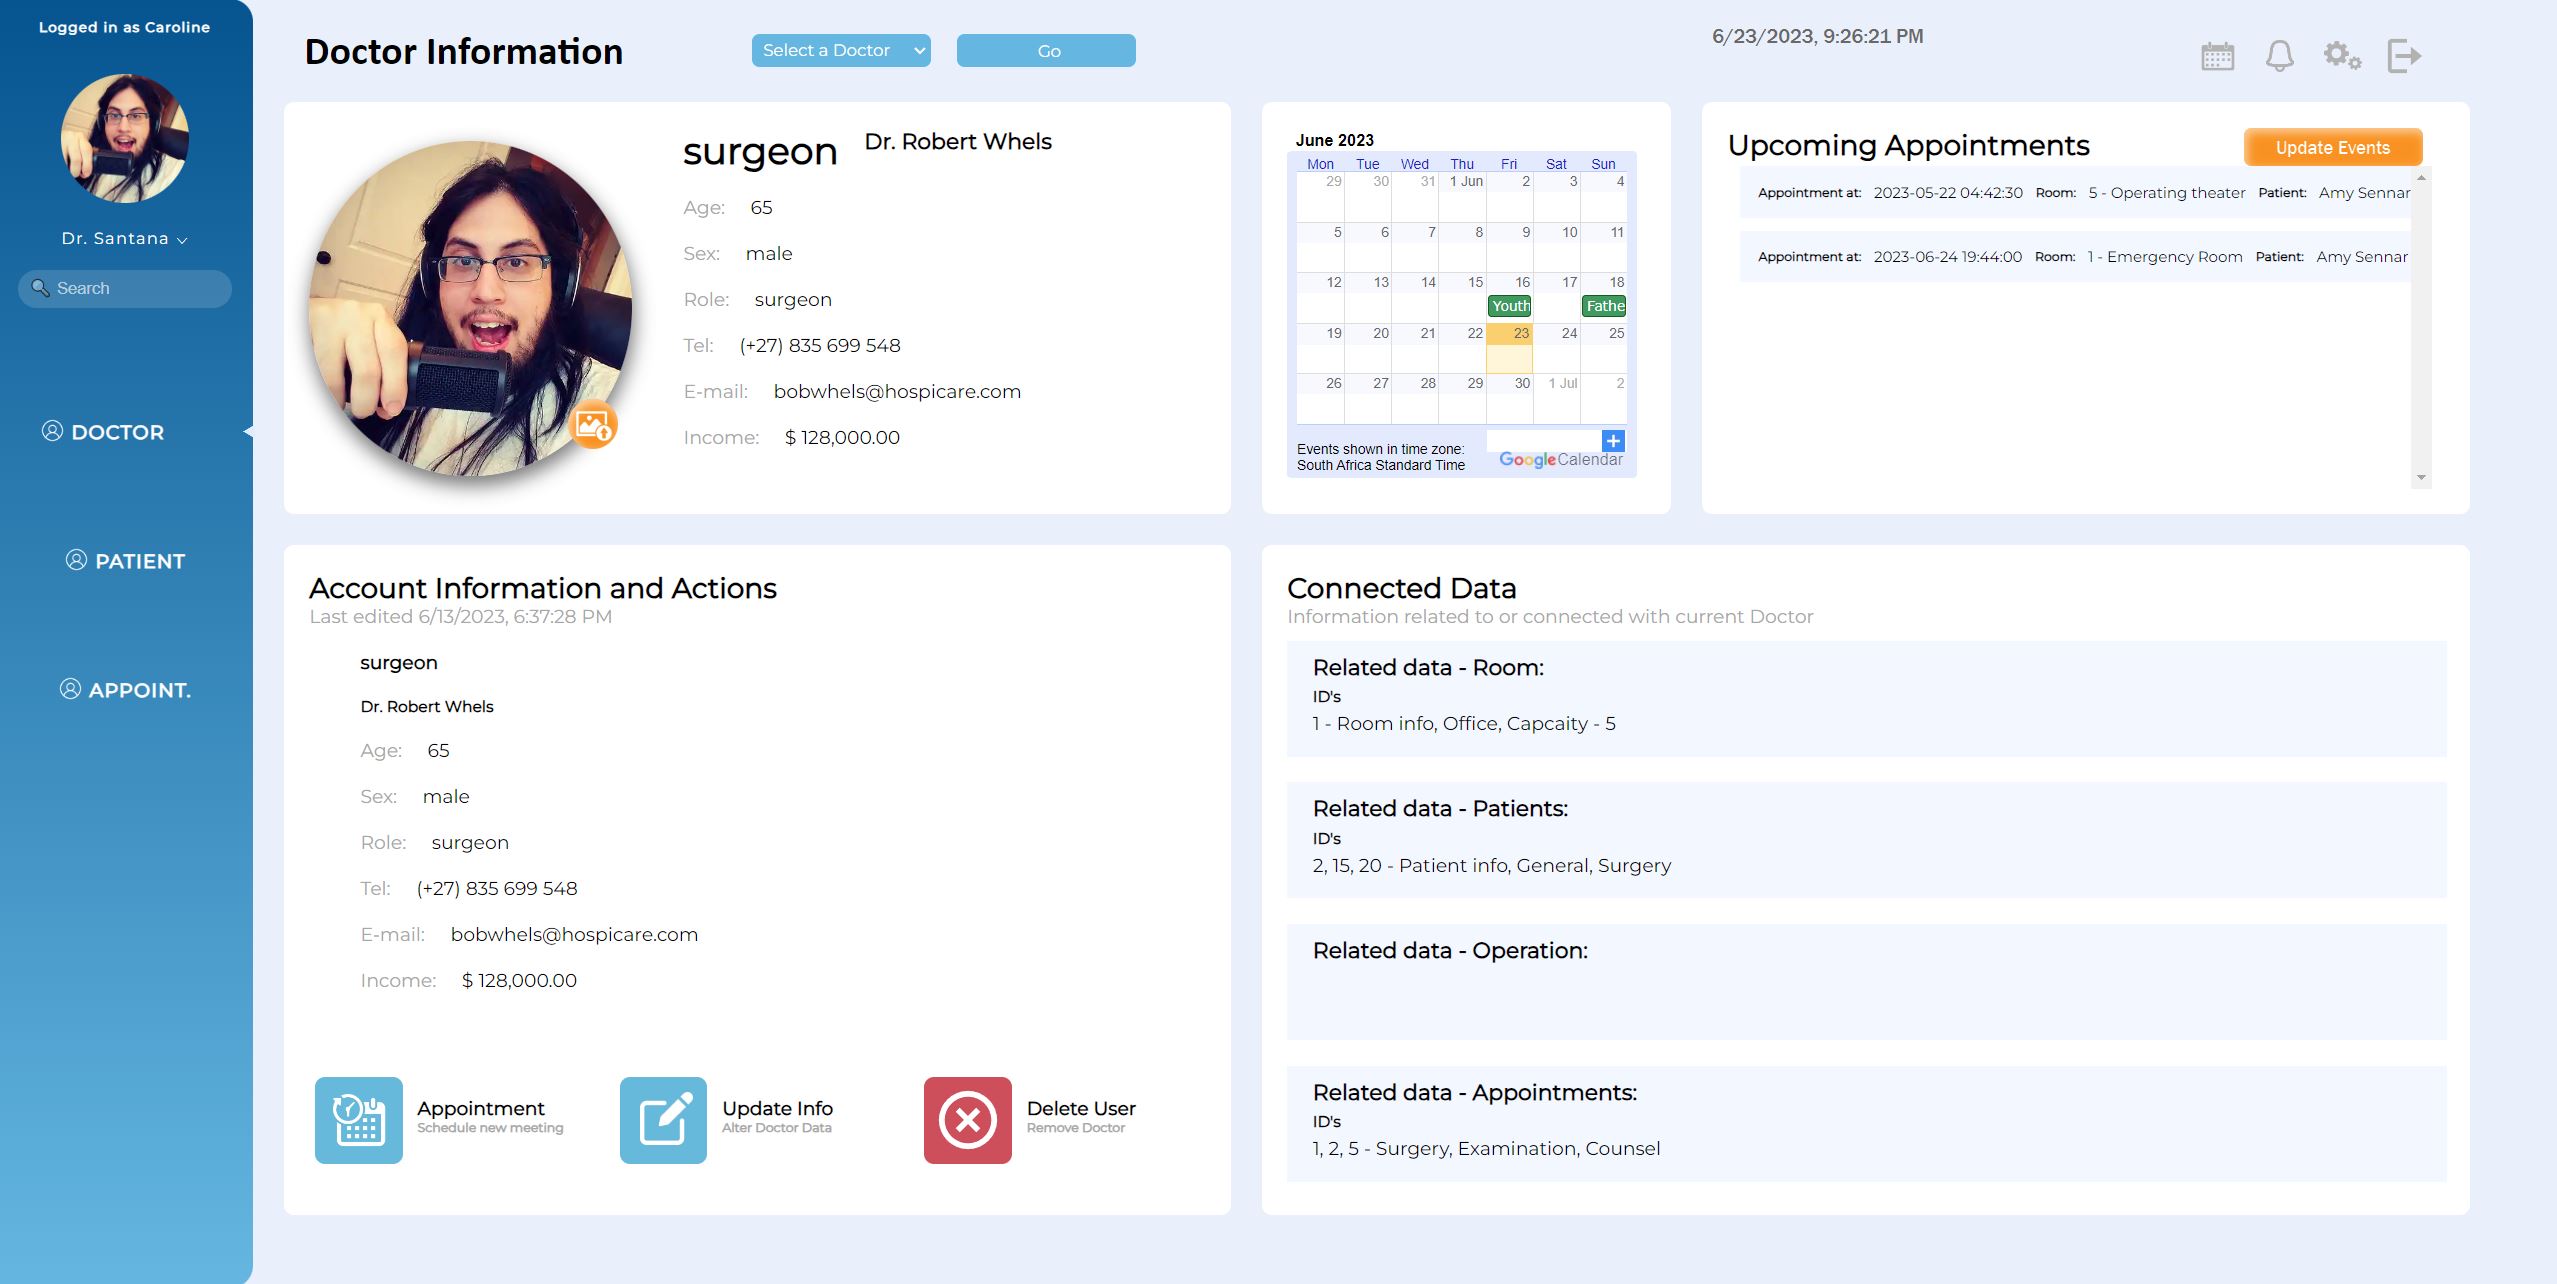 Logged in as Caroline
Dr. Santana
Search
DOCTOR
PATIENT
APPOINT.
Doctor Information
Select a Doctor
Go
6/23/2023, 9:26:21 PM
surgeon Dr. Robert Whels
Age: 65
Sex: male
Role: surgeon
Tel: (+27) 835 699 548
E-mail: bobwhels@hospicare.com
Income: $ 128,000.00
June 2023
Mon Tue Wed Thu Fri Sat Sun
29 30 31 1 Jun 2 3 4
5 6 7 8 9 10 11
12 13 14 15 16 17 18
Youth Fathe
19 20 21 22 23 24 25
26 27 28 29 30 1 Jul 2
Events shown in time zone:
South Africa Standard Time
Google Calendar
Upcoming Appointments
Update Events
Appointment at: 2023-05-22 04:42:30 Room: 5 - Operating theater Patient: Amy Sennar
Appointment at: 2023-06-24 19:44:00 Room: 1 - Emergency Room Patient: Amy Sennar
Account Information and Actions
Last edited 6/13/2023, 6:37:28 PM
surgeon
Dr. Robert Whels
Age: 65
Sex: male
Role: surgeon
Tel: (+27) 835 699 548
E-mail: bobwhels@hospicare.com
Income: $ 128,000.00
Appointment
Schedule new meeting
Update Info
Alter Doctor Data
Delete User
Remove Doctor
Connected Data
Information related to or connected with current Doctor
Related data - Room:
ID's
1 - Room info, Office, Capcaity - 5
Related data - Patients:
ID's
2, 15, 20 - Patient info, General, Surgery
Related data - Operation:
Related data - Appointments:
ID's
1, 2, 5 - Surgery, Examination, Counsel